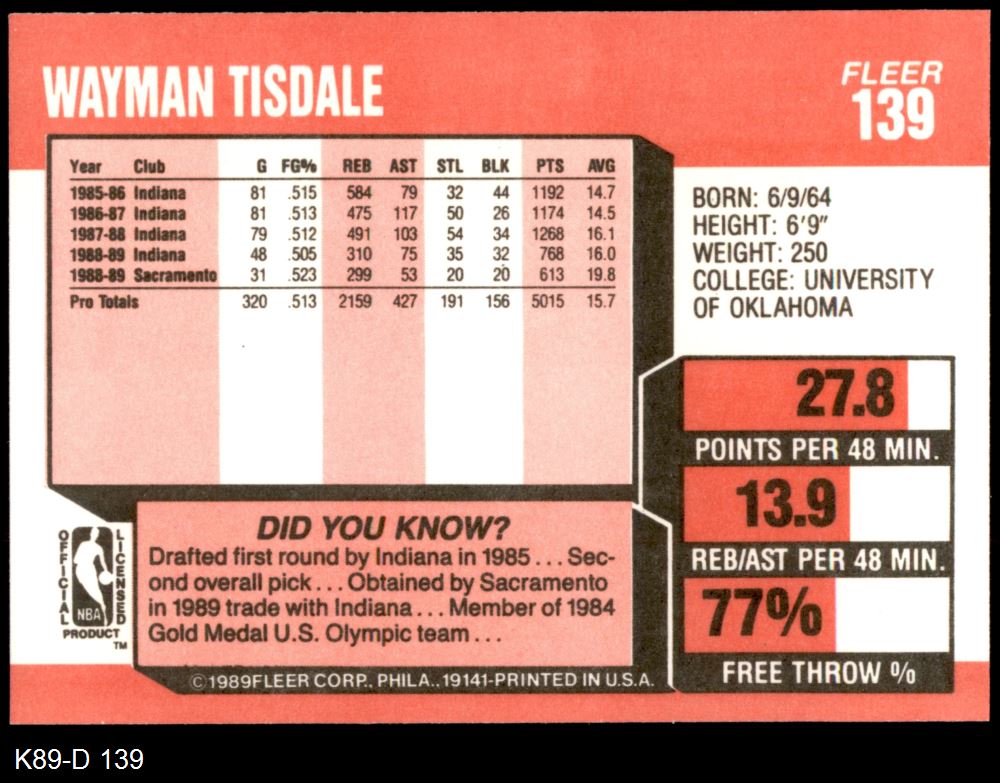 WAYMAN TISDALE
FLEER
139
Year Club G FG% REB AST STL BLK PTS AVG
1985-86 Indiana 81 .515 584 79 32 44 1192 14.7
1986-87 Indiana 81 .513 475 117 50 26 1174 14.5
1987-88 Indiana 79 .512 491 103 54 34 1268 16.1
1988-89 Indiana 48 .505 310 75 35 32 768 16.0
1988-89 Sacramento 31 .523 299 53 20 20 613 19.8
Pro Totals 320 .513 2159 427 191 156 5015 15.7
BORN: 6/9/64
HEIGHT: 6'9"
WEIGHT: 250
COLLEGE: UNIVERSITY
OF OKLAHOMA
27.8
POINTS PER 48 MIN.
13.9
REB/AST PER 48 MIN.
77%
FREE THROW %
DID YOU KNOW?
Drafted first round by Indiana in 1985 . . . Sec-
ond overall pick . . . Obtained by Sacramento
in 1989 trade with Indiana . . . Member of 1984
Gold Medal U.S. Olympic team . . .
OFFICIAL
LICENSED
NBA
PRODUCT
TM
©1989FLEER CORP., PHILA., 19141-PRINTED IN U.S.A.
K89-D 139